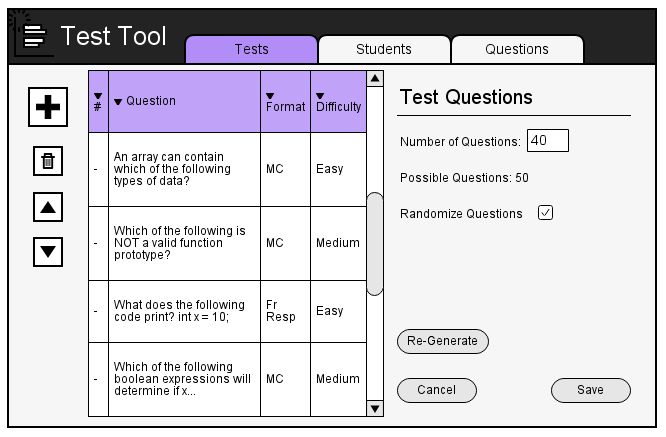 Test Tool
Tests
Students
Questions
#
Question
Format
Difficulty
-
An array can contain
which of the following
types of data?
MC
Easy
-
Which of the following is
NOT a valid function
prototype?
MC
Medium
-
What does the following
code print? int x = 10;
Fr
Resp
Easy
-
Which of the following
boolean expressions will
determine if x...
MC
Medium
Test Questions
Number of Questions: 40
Possible Questions: 50
Randomize Questions
Re-Generate
Cancel
Save